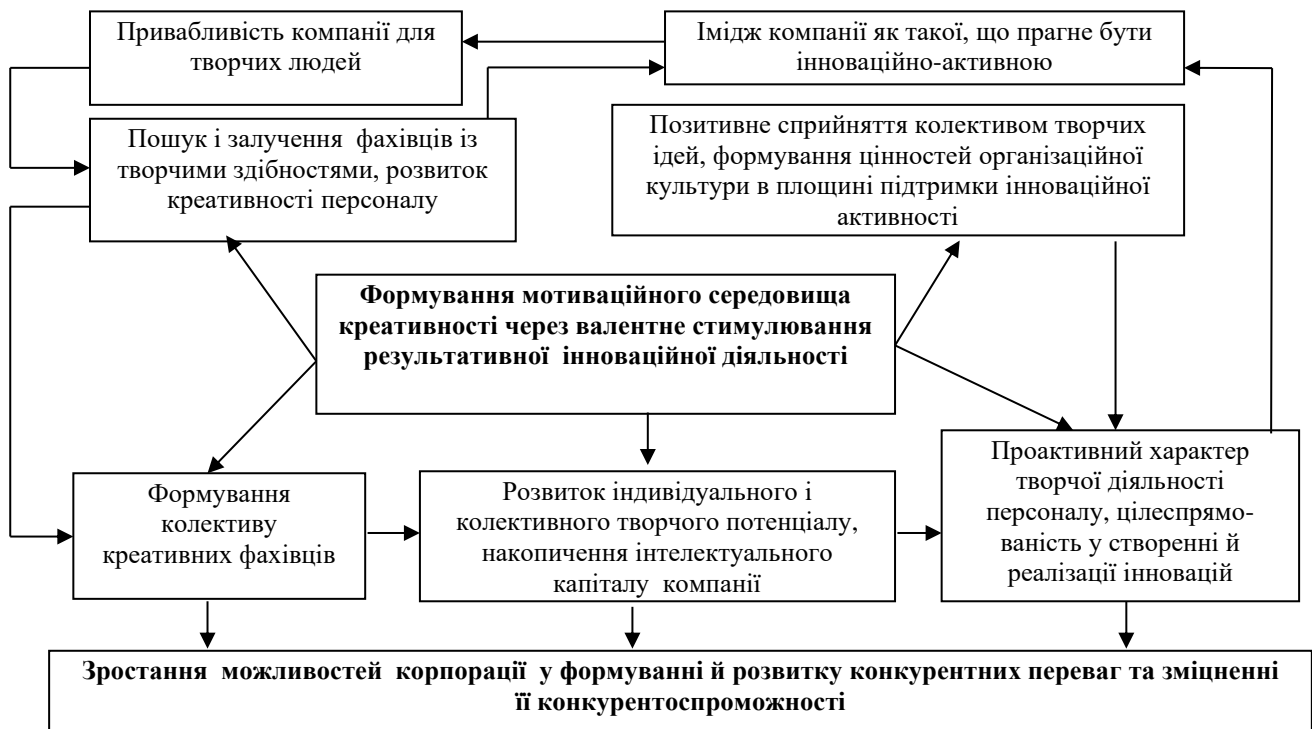 Привабливість компанії для
творчих людей
Імідж компанії як такої, що прагне бути
інноваційно-активною
Пошук і залучення фахівців із
творчими здібностями, розвиток
креативності персоналу
Позитивне сприйняття колективом творчих
ідей, формування цінностей організаційної
культури в площині підтримки інноваційної
активності
Формування мотиваційного середовища
креативності через валентне стимулювання
результативної інноваційної діяльності
Формування
колективу
креативних фахівців
Розвиток індивідуального і
колективного творчого потенціалу,
накопичення інтелектуального
капіталу компанії
Проактивний характер
творчої діяльності
персоналу, цілеспрямо-
ваність у створенні й
реалізації інновацій
Зростання можливостей корпорації у формуванні й розвитку конкурентних переваг та зміцненні
її конкурентоспроможності